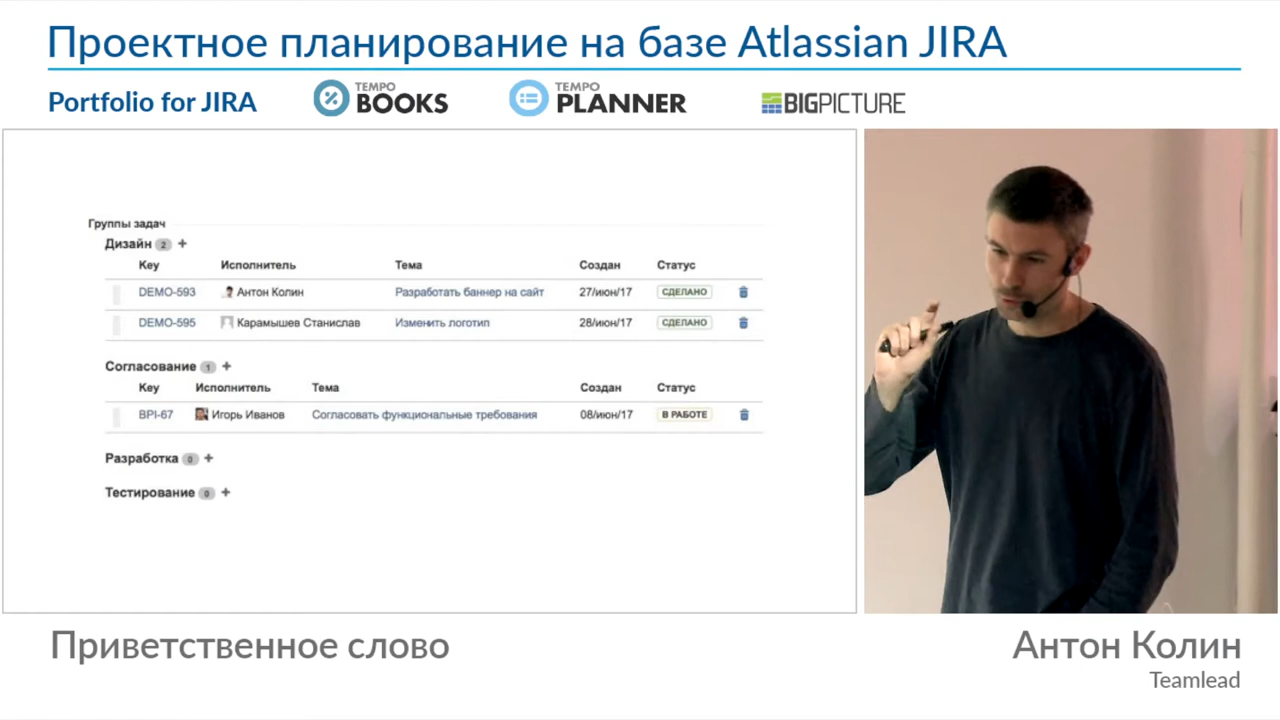 Проектное планирование на базе Atlassian JIRA
Portfolio for JIRA TEMPO BOOKS TEMPO PLANNER BIGPICTURE
Группы задач
Дизайн 2 +
Key Исполнитель Тема Создан Статус
DEMO-593 Антон Колин Разработать баннер на сайт 27/июн/17 СДЕЛАНО
DEMO-595 Карамышев Станислав Изменить логотип 28/июн/17 СДЕЛАНО
Согласование 1 +
Key Исполнитель Тема Создан Статус
BPI-67 Игорь Иванов Согласовать функциональные требования 08/июн/17 В РАБОТЕ
Разработка 0 +
Тестирование 0 +
Приветственное слово
Антон Колин
Teamlead